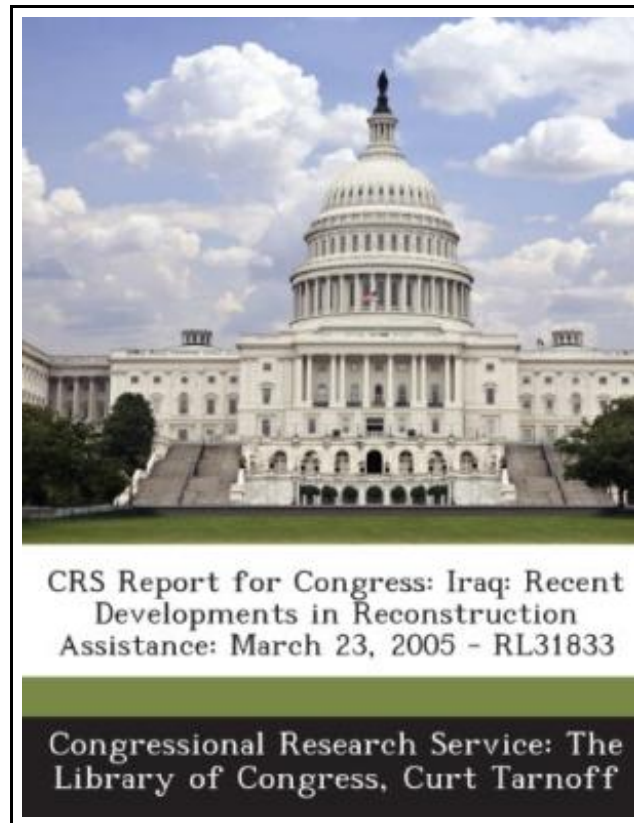 CRS Report for Congress: Iraq: Recent
Developments in Reconstruction
Assistance: March 23, 2005 - RL31833
Congressional Research Service: The
Library of Congress, Curt Tarnoff